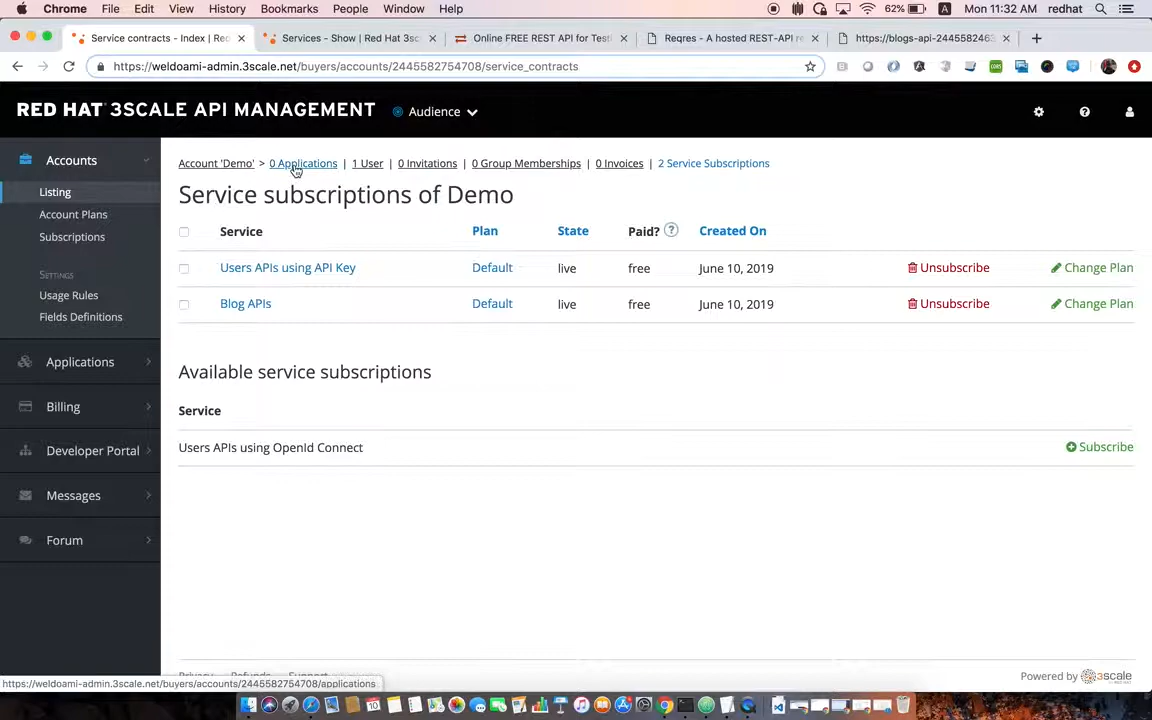 Chrome File Edit View History Bookmarks People Window Help 62% A Mon 11:32 AM redhat
Service contracts - Index | Re
Services - Show | Red Hat 3sc
Online FREE REST API for Testi
Reqres - A hosted REST-API re
https://blogs-api-2445582463
https://weldoami-admin.3scale.net/buyers/accounts/2445582754708/service_contracts
RED HAT 3SCALE API MANAGEMENT Audience
Accounts
Listing
Account Plans
Subscriptions
SETTINGS
Usage Rules
Fields Definitions
Applications
Billing
Developer Portal
Messages
Forum
Account 'Demo' > 0 Applications | 1 User | 0 Invitations | 0 Group Memberships | 0 Invoices | 2 Service Subscriptions
Service subscriptions of Demo
Service Plan State Paid? ? Created On
Users APIs using API Key Default live free June 10, 2019 Unsubscribe Change Plan
Blog APIs Default live free June 10, 2019 Unsubscribe Change Plan
Available service subscriptions
Service
Users APIs using OpenId Connect Subscribe
Privacy Refunds Support
Powered by 3scale
https://weldoami-admin.3scale.net/buyers/accounts/2445582754708/applications